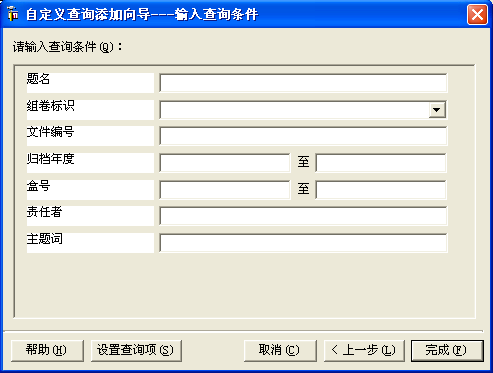 自定义查询添加向导---输入查询条件
请输入查询条件(Q)：
题名
组卷标识
文件编号
归档年度 至
盒号 至
责任者
主题词
帮助(H) 设置查询项(S) 取消(C) < 上一步(L) 完成(F)